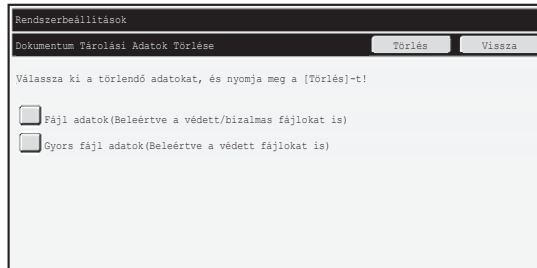 Rendszerbeállítások
Dokumentum Tárolási Adatok Törlése Törlés Vissza
Válassza ki a törlendő adatokat, és nyomja meg a [Törlés]-t!
Fájl adatok(Beleértve a védett/bizalmas fájlokat is)
Gyors fájl adatok(Beleértve a védett fájlokat is)